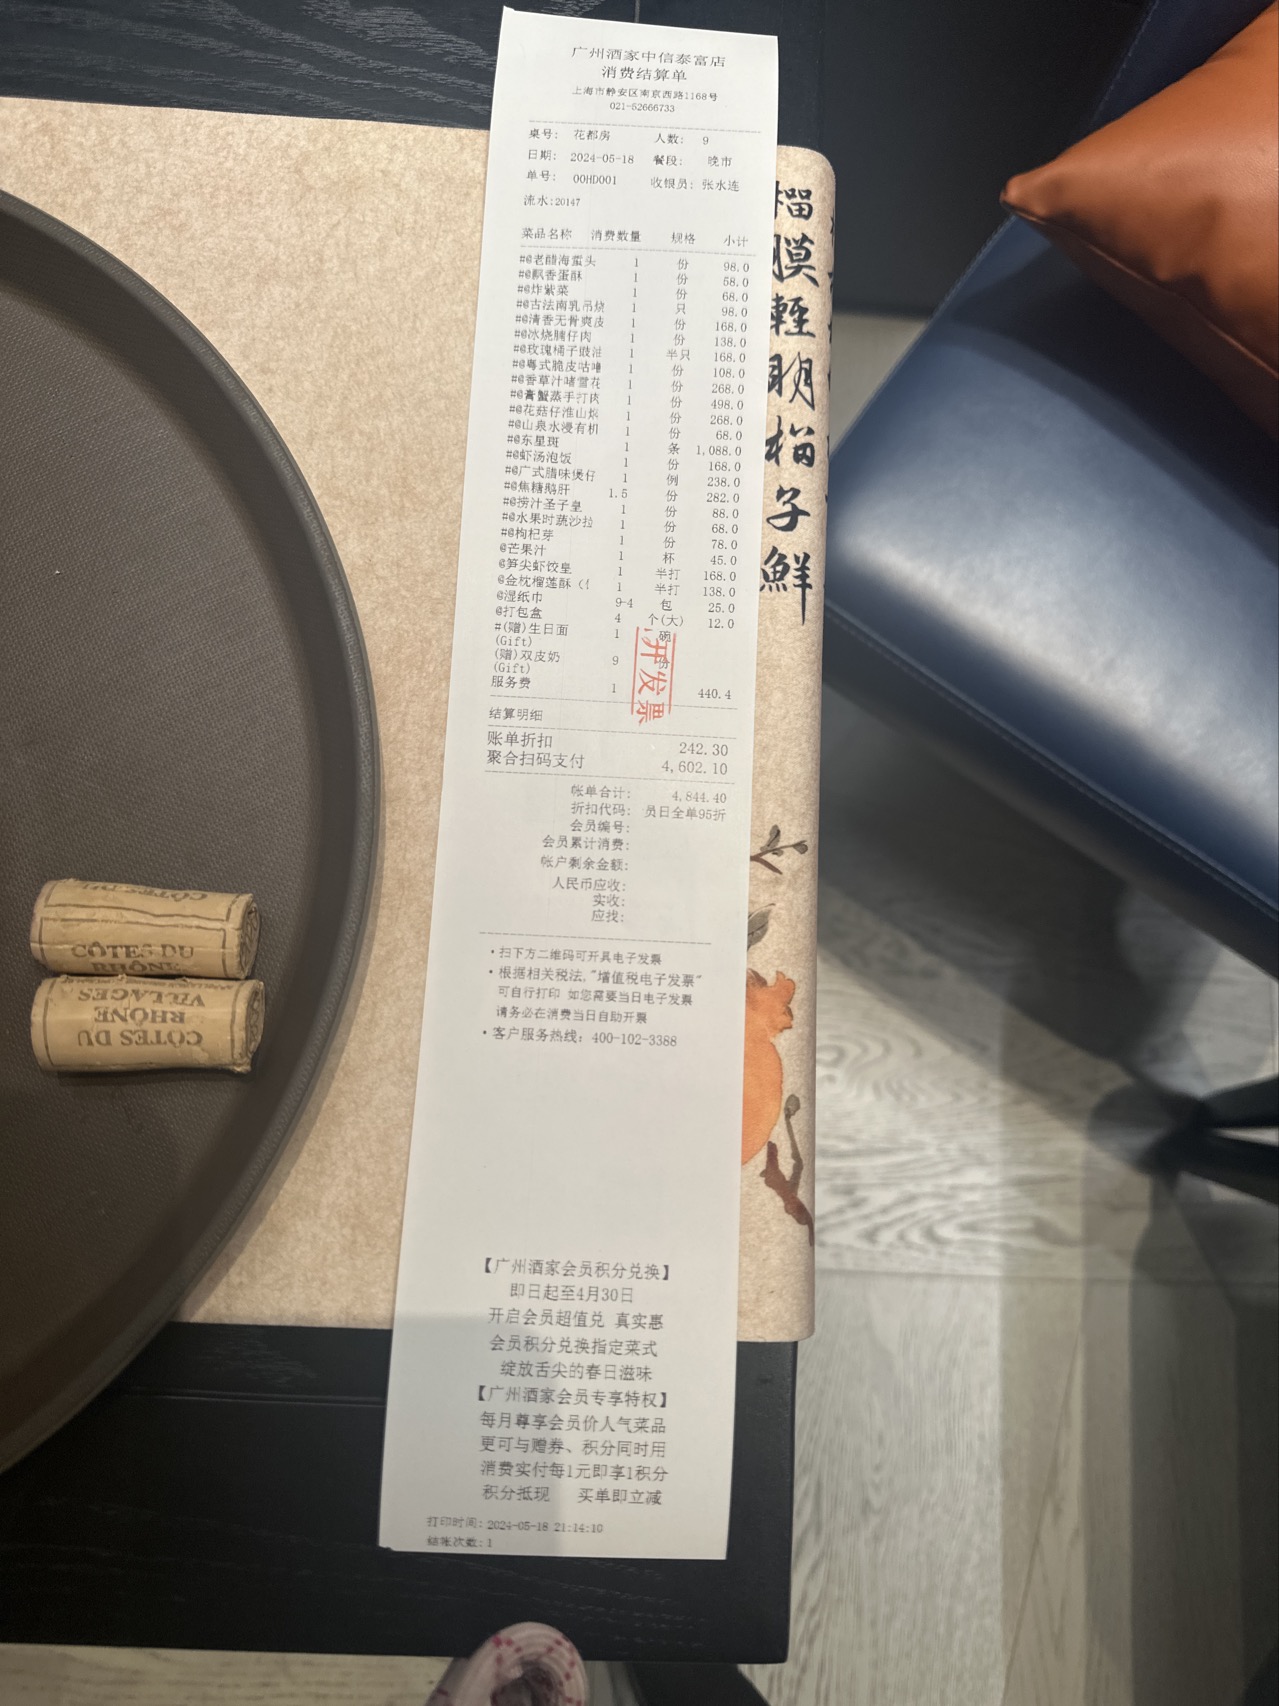 广州酒家中信泰富店
消费结算单
上海市静安区南京西路1168号
021-52666733
桌号: 花都房 人数: 9
日期: 2024-05-18 餐段: 晚市
单号: 00HD001 收银员: 张水连
流水:20147
菜品名称 消费数量 规格 小计
#@老醋海蜇头 1 份 98.0
#@飘香蛋酥 1 份 58.0
#@炸紫菜 1 份 68.0
#@古法南乳吊烧 1 只 98.0
#@清香无骨爽皮 1 份 168.0
#@冰烧腩仔肉 1 份 138.0
#@玫瑰桶子豉油 1 半只 168.0
#@粤式脆皮咕噜 1 份 108.0
#@香草汁啫雪花 1 份 268.0
#@膏蟹蒸手打肉 1 份 498.0
#@花菇仔淮山焖 1 份 268.0
#@山泉水浸有机 1 份 68.0
#@东星斑 1 条 1,088.0
#@虾汤泡饭 1 份 168.0
#@广式腊味煲仔 1 例 238.0
#@焦糖鹅肝 1.5 份 282.0
#@捞汁圣子皇 1 份 88.0
#@水果时蔬沙拉 1 份 68.0
#@枸杞芽 1 份 78.0
@芒果汁 1 杯 45.0
@笋尖虾饺皇 1 半打 168.0
@金枕榴莲酥 ( 1 半打 138.0
@湿纸巾 9-4 包 25.0
@打包盒 4 个(大) 12.0
#(赠)生日面 1 碗
(Gift)
(赠)双皮奶 9 份
(Gift)
服务费 1 440.4
开发票
结算明细
账单折扣 242.30
聚合扫码支付 4,602.10
帐单合计: 4,844.40
折扣代码: 员日全单95折
会员编号:
会员累计消费:
帐户剩余金额:
人民币应收:
实收:
应找:
·扫下方二维码可开具电子发票
·根据相关税法,"增值税电子发票"
可自行打印 如您需要当日电子发票
请务必在消费当日自助开票
·客户服务热线: 400-102-3388
【广州酒家会员积分兑换】
即日起至4月30日
开启会员超值兑 真实惠
会员积分兑换指定菜式
绽放舌尖的春日滋味
【广州酒家会员专享特权】
每月尊享会员价人气菜品
更可与赠券、积分同时用
消费实付每1元即享1积分
积分抵现 买单即立减
打印时间: 2024-05-18 21:14:10
结账次数: 1
榴膜轻明榴子鲜
CÔTES DU
CÔTES DU
RHÔNE
CÔTES DU
RHÔNE
VILLAGES